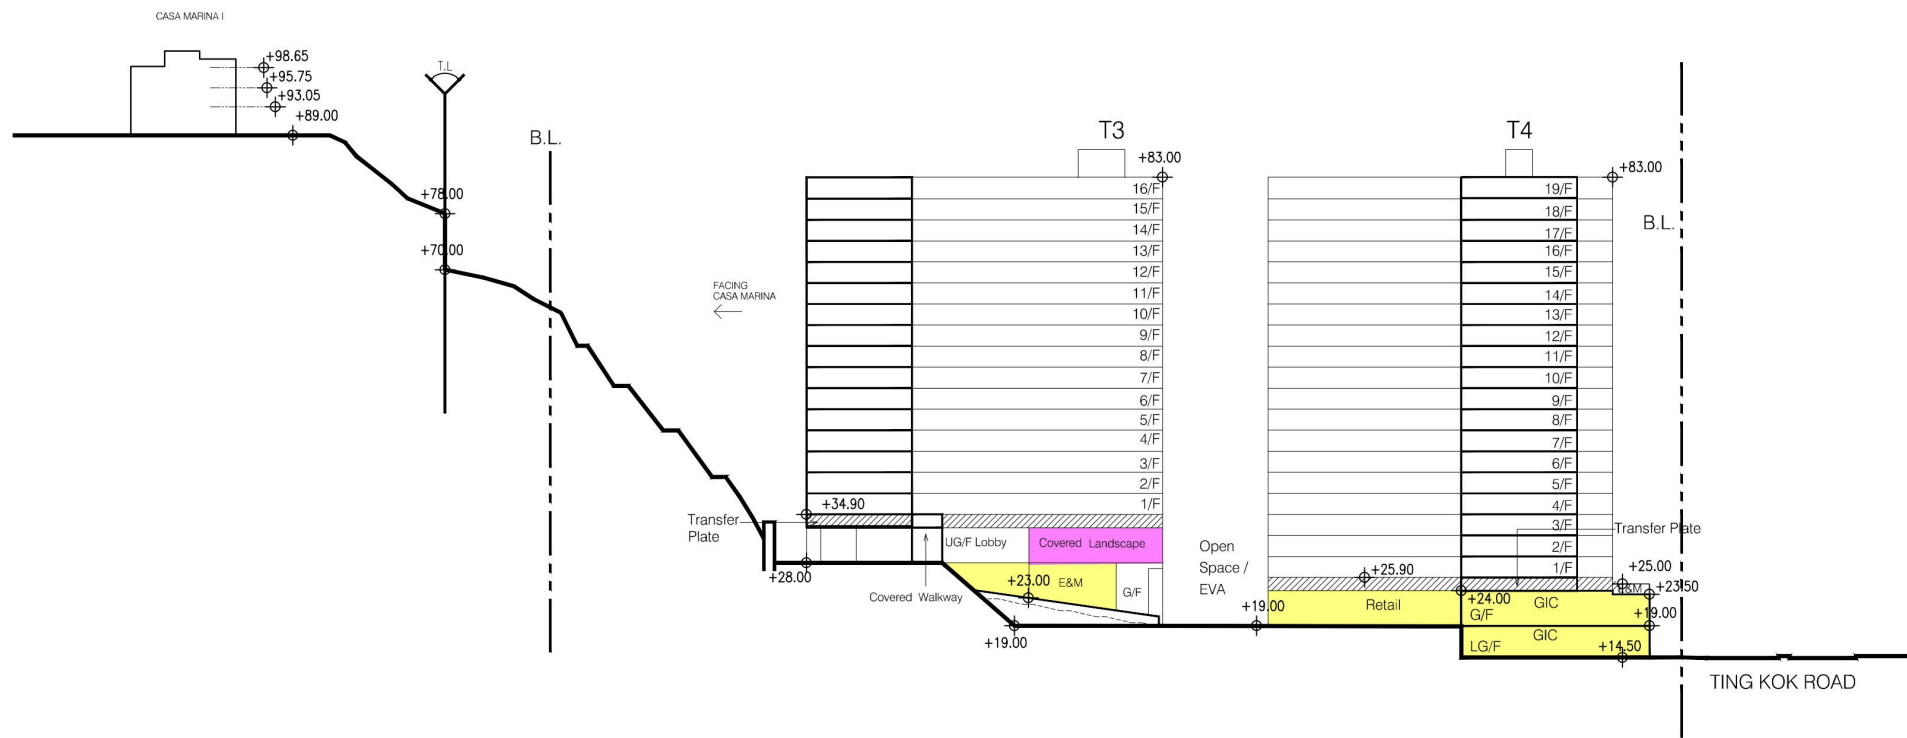 CASA MARINA I
+98.65
+95.75
+93.05
+89.00
T.L
+78.00
+70.00
B.L.
FACING
CASA MARINA
T3
+83.00
16/F
15/F
14/F
13/F
12/F
11/F
10/F
9/F
8/F
7/F
6/F
5/F
4/F
3/F
2/F
1/F
+34.90
Transfer
Plate
UG/F Lobby
Covered Landscape
+28.00
Covered Walkway
+23.00
E&M
G/F
+19.00
Open
Space /
EVA
+19.00
T4
+83.00
19/F
18/F
17/F
16/F
15/F
14/F
13/F
12/F
11/F
10/F
9/F
8/F
7/F
6/F
5/F
4/F
3/F
2/F
1/F
Transfer Plate
+25.90
+25.00
E&M
+23.50
Retail
+24.00
GIC
G/F
+19.00
GIC
LG/F
+14.50
B.L.
TING KOK ROAD